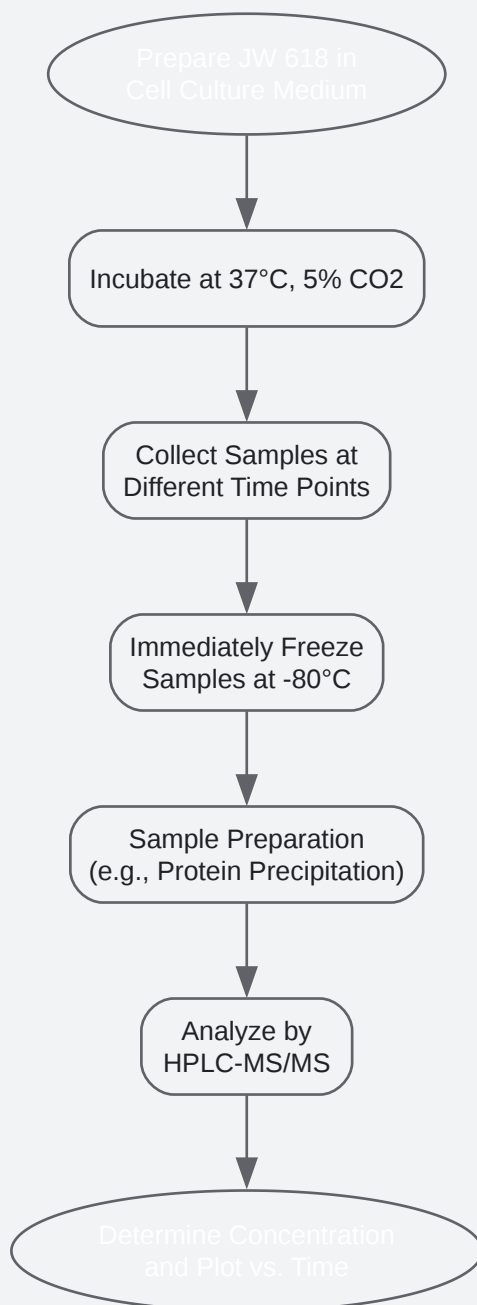 Prepare JW 618 in
Cell Culture Medium
Incubate at 37°C, 5% CO2
Collect Samples at
Different Time Points
Immediately Freeze
Samples at -80°C
Sample Preparation
(e.g., Protein Precipitation)
Analyze by
HPLC-MS/MS
Determine Concentration
and Plot vs. Time